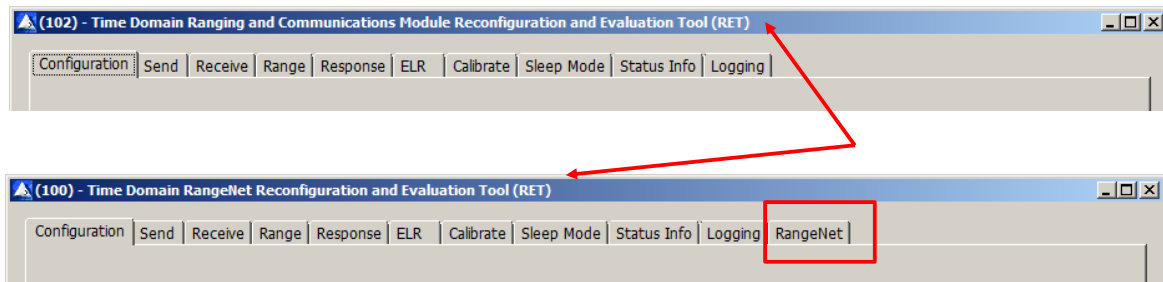 (102) - Time Domain Ranging and Communications Module Reconfiguration and Evaluation Tool (RET)
Configuration Send Receive Range Response ELR Calibrate Sleep Mode Status Info Logging
(100) - Time Domain RangeNet Reconfiguration and Evaluation Tool (RET)
Configuration Send Receive Range Response ELR Calibrate Sleep Mode Status Info Logging RangeNet